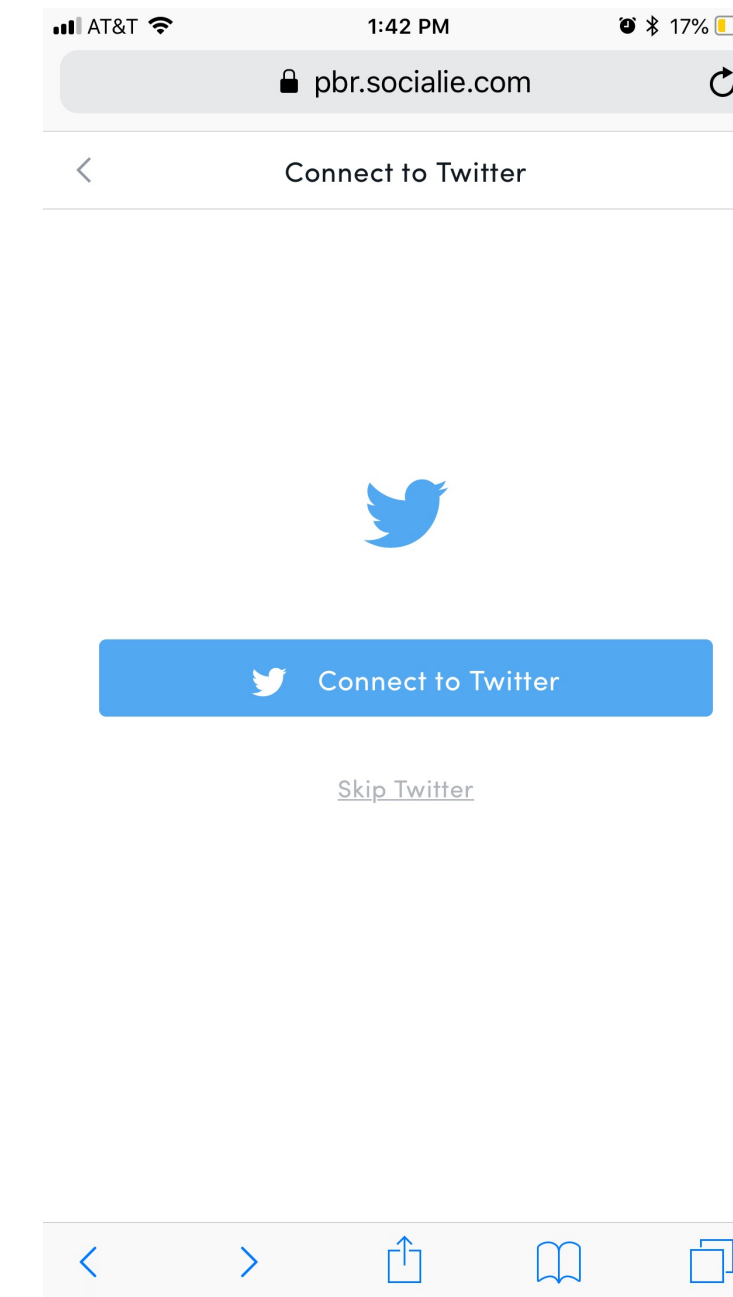 AT&T 1:42 PM 17%
pbr.socialie.com
Connect to Twitter
Connect to Twitter
Skip Twitter